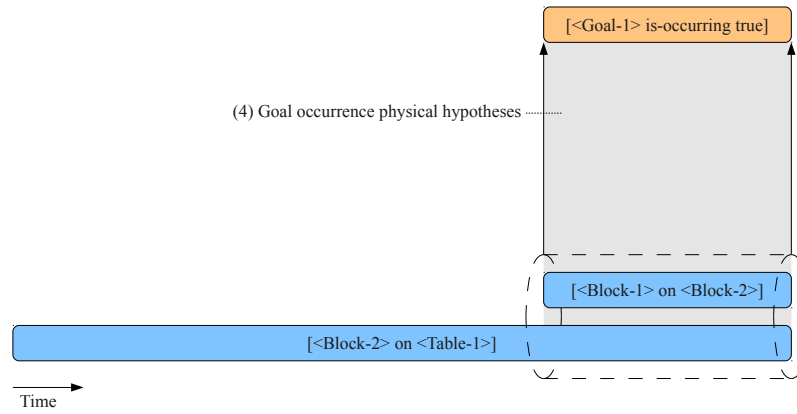 [<Goal-1> is-occurring true]
(4) Goal occurrence physical hypotheses
[<Block-1> on <Block-2>]
[<Block-2> on <Table-1>]
Time